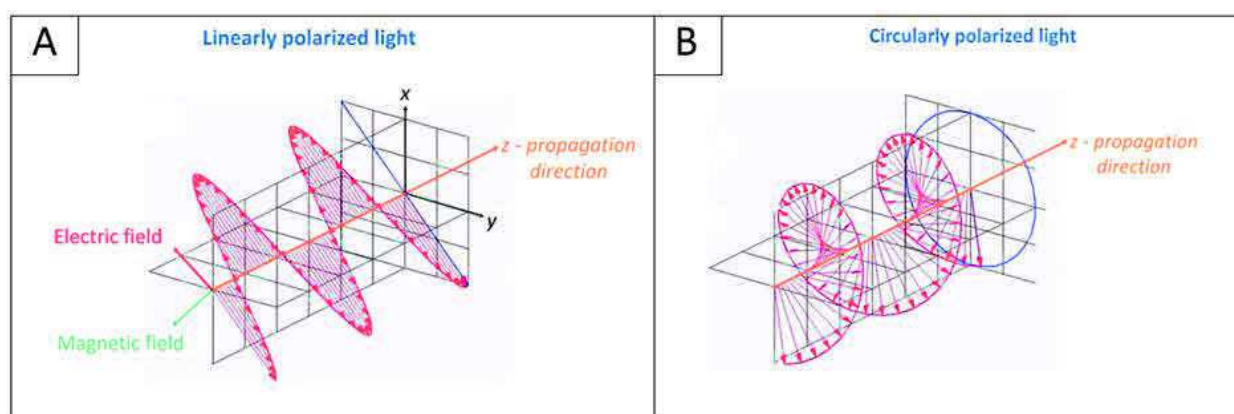 A
Linearly polarized light
x
z - propagation
direction
y
Electric field
Magnetic field
B
Circularly polarized light
z - propagation
direction